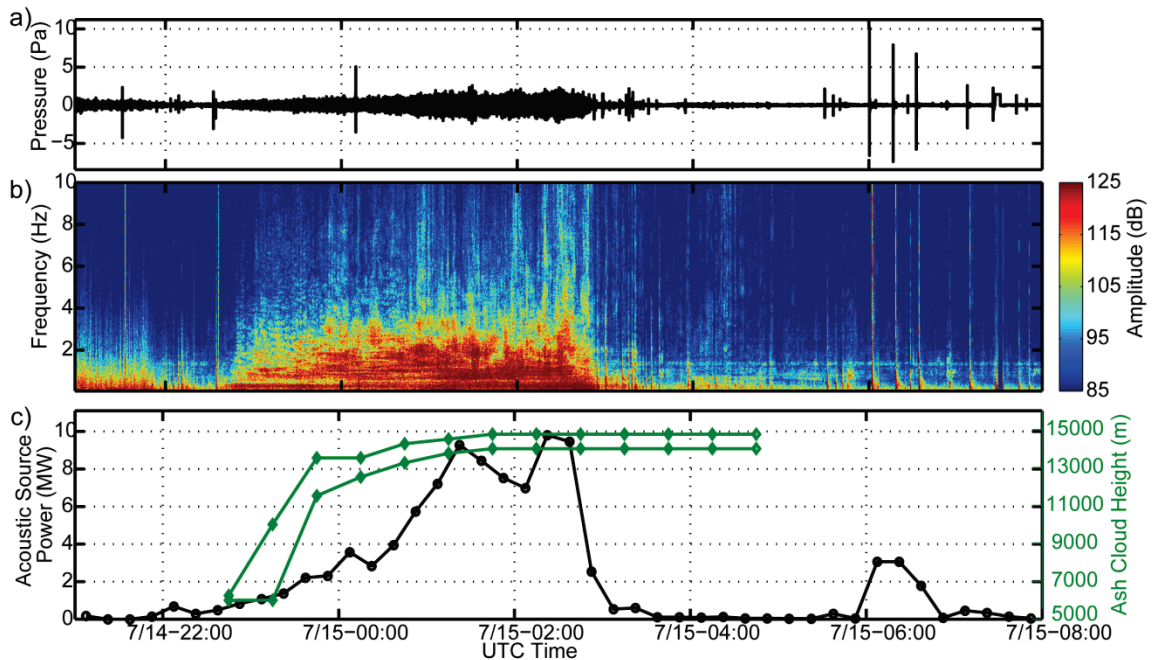 a)
Pressure (Pa)
10
5
0
−5
b)
Frequency (Hz)
10
8
6
4
2
125
115
105
95
85
Amplitude (dB)
c)
Acoustic Source
Power (MW)
10
8
6
4
2
0
15000
13000
11000
9000
7000
5000
Ash Cloud Height (m)
7/14−22:00 7/15−00:00 7/15−02:00 7/15−04:00 7/15−06:00 7/15−08:00
UTC Time